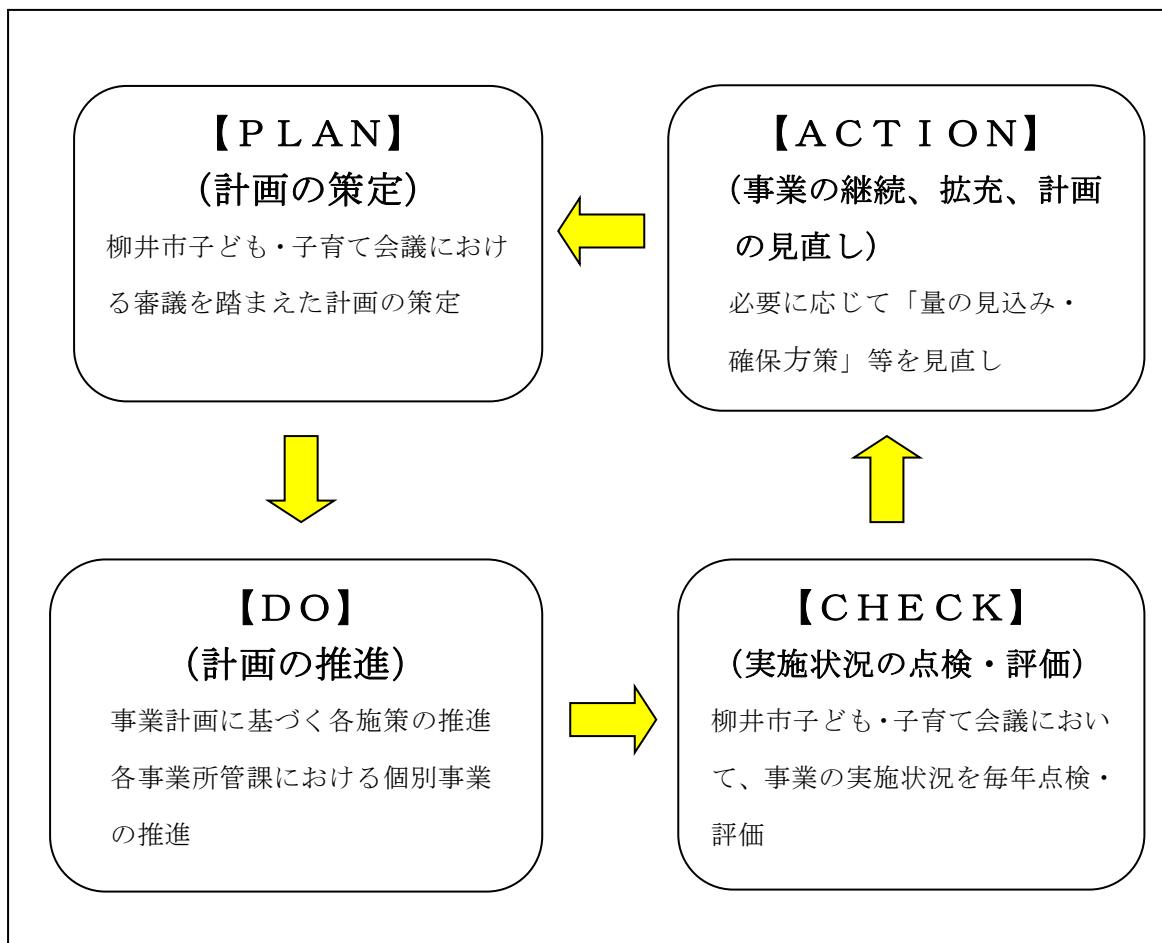 【ＰＬＡＮ】
（計画の策定）
柳井市子ども・子育て会議におけ
る審議を踏まえた計画の策定
【ＡＣＴＩＯＮ】
（事業の継続、拡充、計画
の見直し）
必要に応じて「量の見込み・
確保方策」等を見直し
【ＤＯ】
（計画の推進）
事業計画に基づく各施策の推進
各事業所管課における個別事業
の推進
【ＣＨＥＣＫ】
（実施状況の点検・評価）
柳井市子ども・子育て会議におい
て、事業の実施状況を毎年点検・
評価